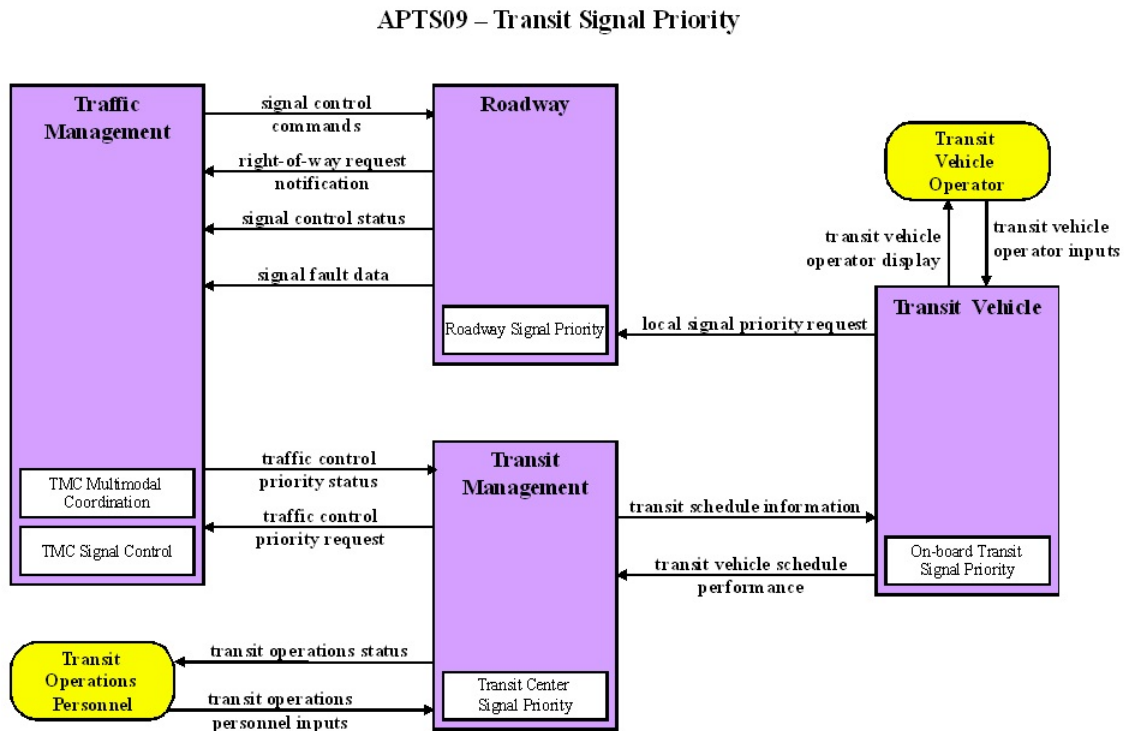 APTS09 – Transit Signal Priority
Traffic
Management
signal control
commands
right-of-way request
notification
signal control status
signal fault data
Roadway
Roadway Signal Priority
Transit
Vehicle
Operator
transit vehicle
operator display
transit vehicle
operator inputs
local signal priority request
Transit Vehicle
On-board Transit
Signal Priority
TMC Multimodal
Coordination
TMC Signal Control
traffic control
priority status
traffic control
priority request
Transit
Management
transit schedule information
transit vehicle schedule
performance
Transit
Operations
Personnel
transit operations status
transit operations
personnel inputs
Transit Center
Signal Priority